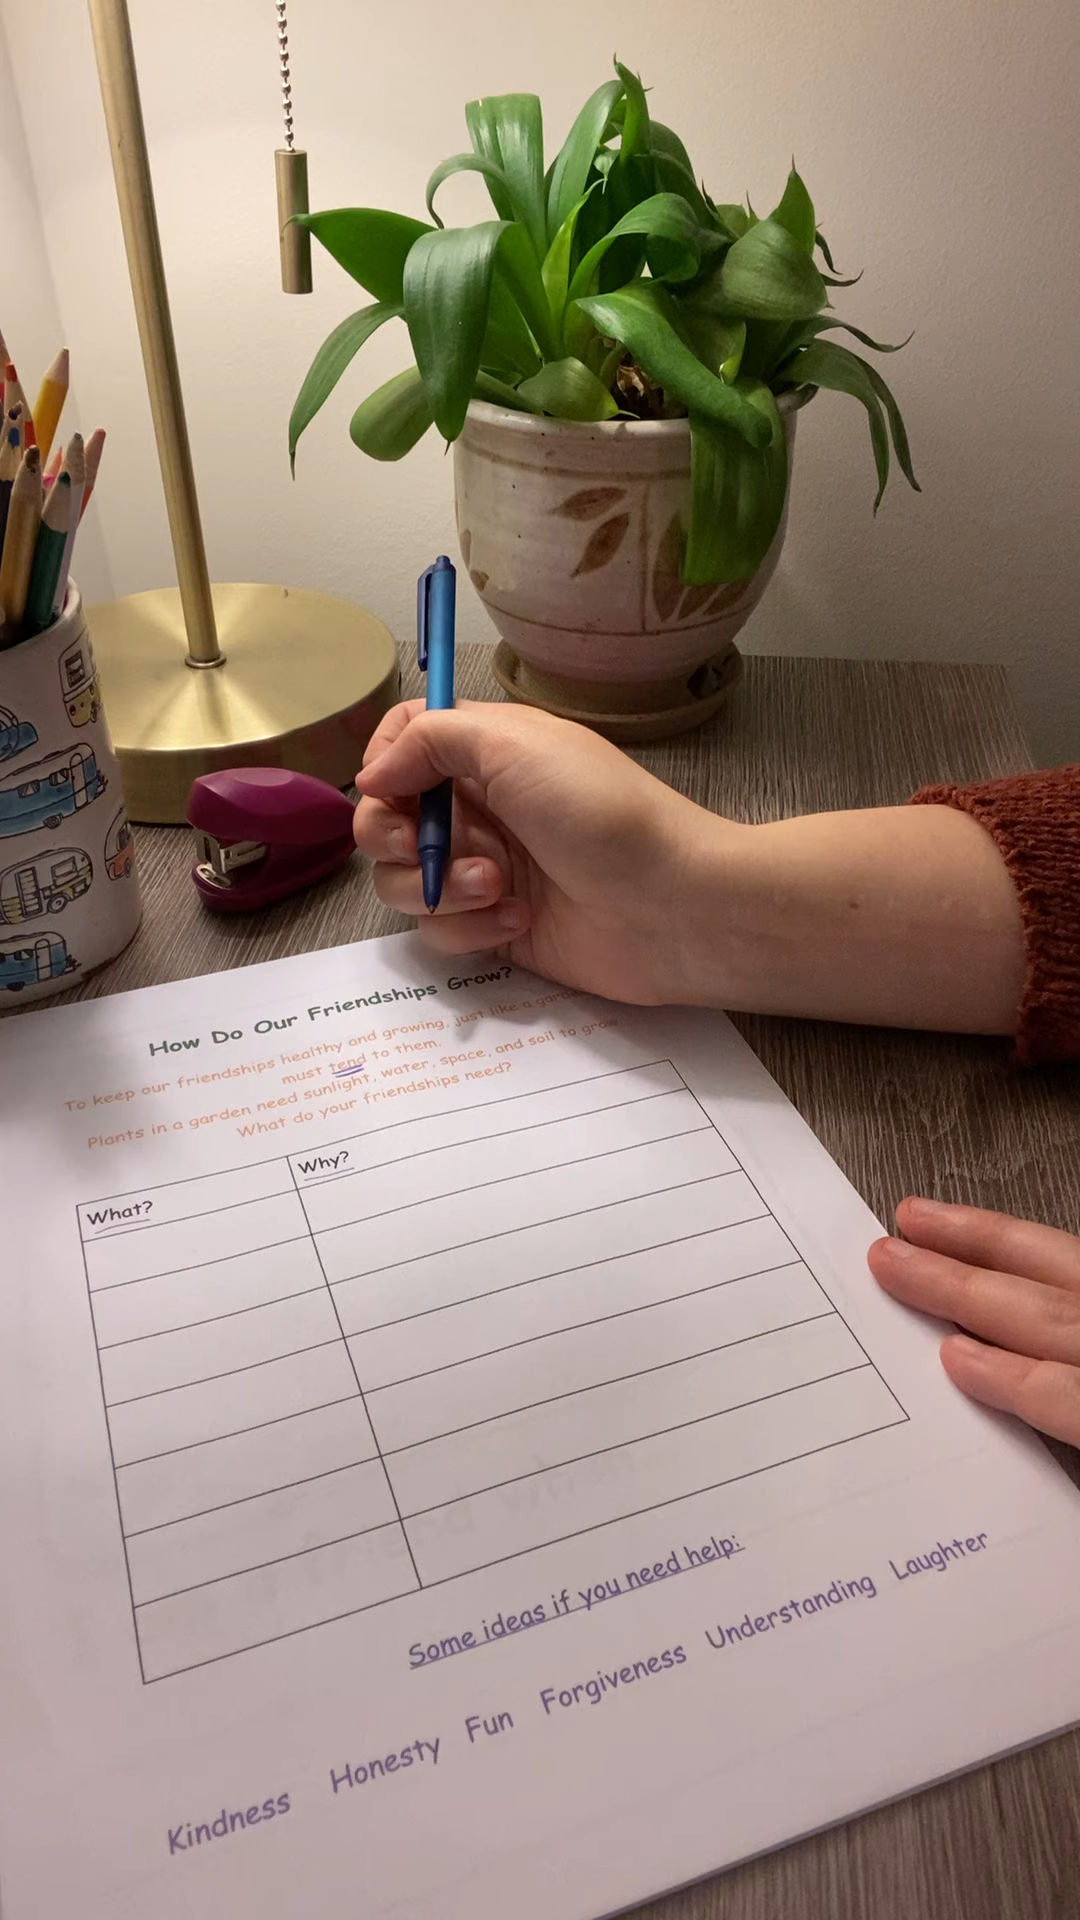 How Do Our Friendships Grow?
To keep our friendships healthy and growing, just like a garden
must tend to them.
Plants in a garden need sunlight, water, space, and soil to grow
What do your friendships need?
What? Why?
Some ideas if you need help:
Kindness Honesty Fun Forgiveness Understanding Laughter